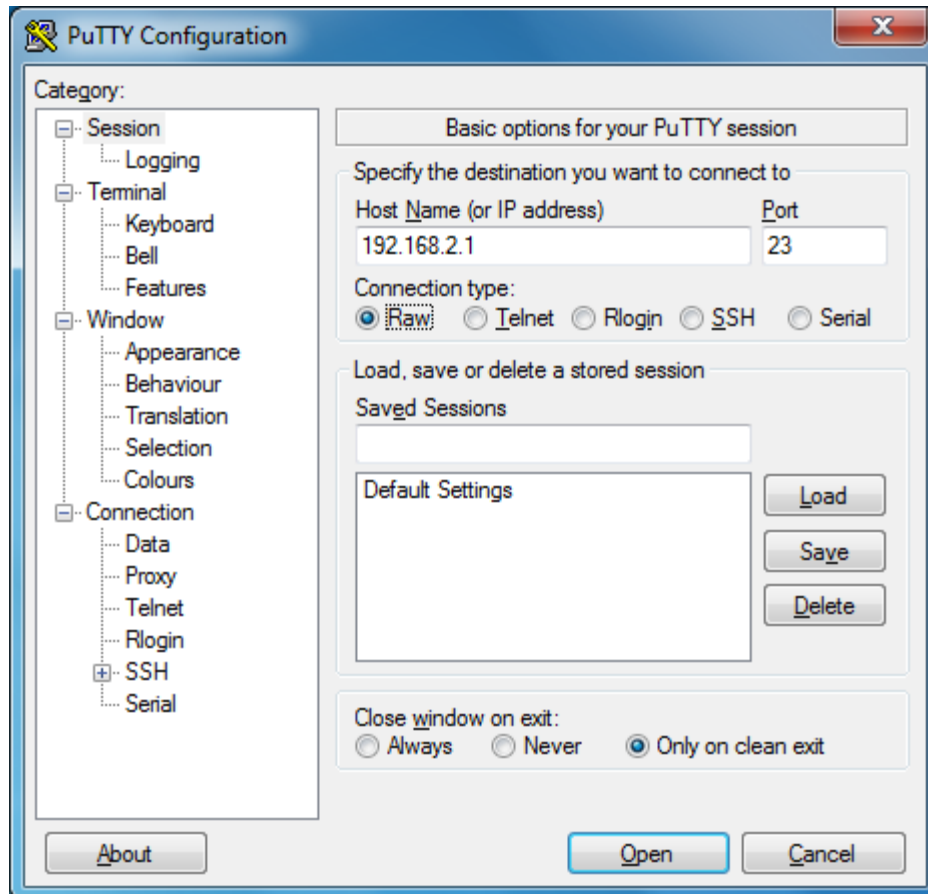 PuTTY Configuration
Category:
Session
Logging
Terminal
Keyboard
Bell
Features
Window
Appearance
Behaviour
Translation
Selection
Colours
Connection
Data
Proxy
Telnet
Rlogin
SSH
Serial
Basic options for your PuTTY session
Specify the destination you want to connect to
Host Name (or IP address) Port
192.168.2.1 23
Connection type:
Raw Telnet Rlogin SSH Serial
Load, save or delete a stored session
Saved Sessions
Default Settings
Load
Save
Delete
Close window on exit:
Always Never Only on clean exit
About Open Cancel